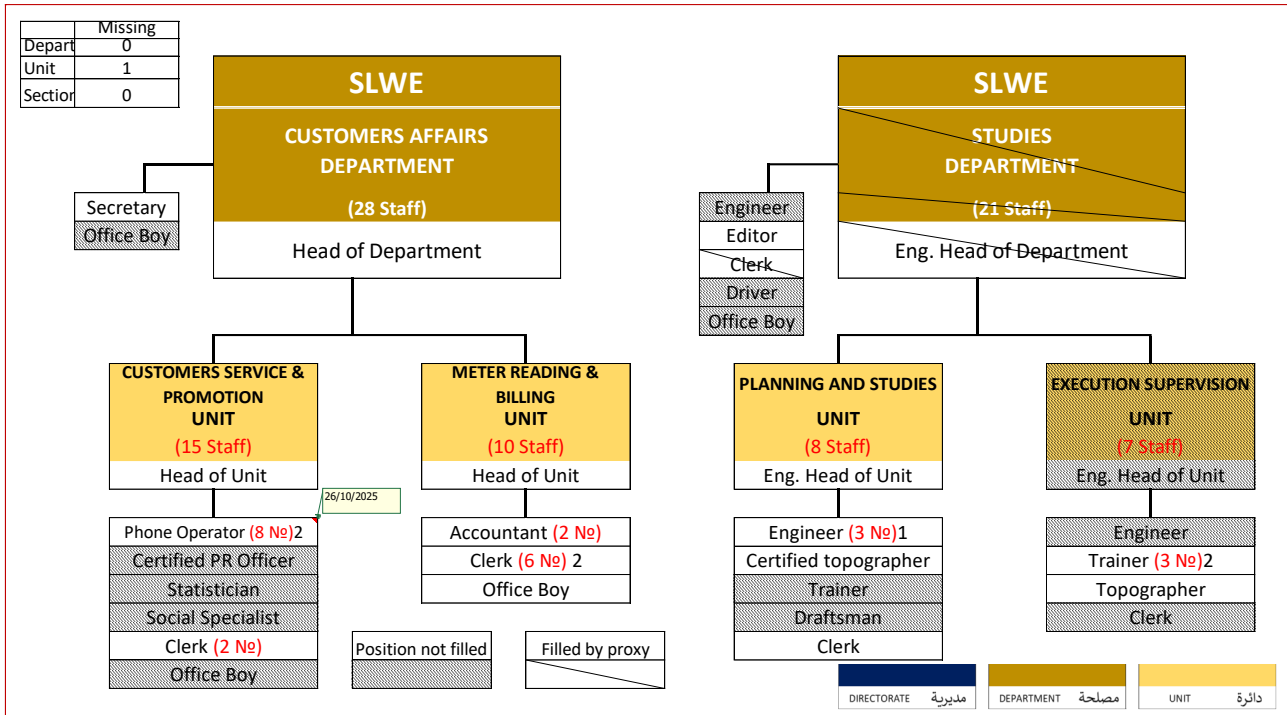 Missing
Depart 0
Unit 1
Section 0
SLWE
CUSTOMERS AFFAIRS
DEPARTMENT
(28 Staff)
Head of Department
Secretary
Office Boy
CUSTOMERS SERVICE &
PROMOTION
UNIT
(15 Staff)
Head of Unit
26/10/2025
Phone Operator (8 №)2
Certified PR Officer
Statistician
Social Specialist
Clerk (2 №)
Office Boy
METER READING &
BILLING
UNIT
(10 Staff)
Head of Unit
Accountant (2 №)
Clerk (6 №) 2
Office Boy
SLWE
STUDIES
DEPARTMENT
(21 Staff)
Eng. Head of Department
Engineer
Editor
Clerk
Driver
Office Boy
PLANNING AND STUDIES
UNIT
(8 Staff)
Eng. Head of Unit
Engineer (3 №)1
Certified topographer
Trainer
Draftsman
Clerk
EXECUTION SUPERVISION
UNIT
(7 Staff)
Eng. Head of Unit
Engineer
Trainer (3 №)2
Topographer
Clerk
Position not filled
Filled by proxy
DIRECTORATE مديرية
DEPARTMENT مصلحة
UNIT دائرة